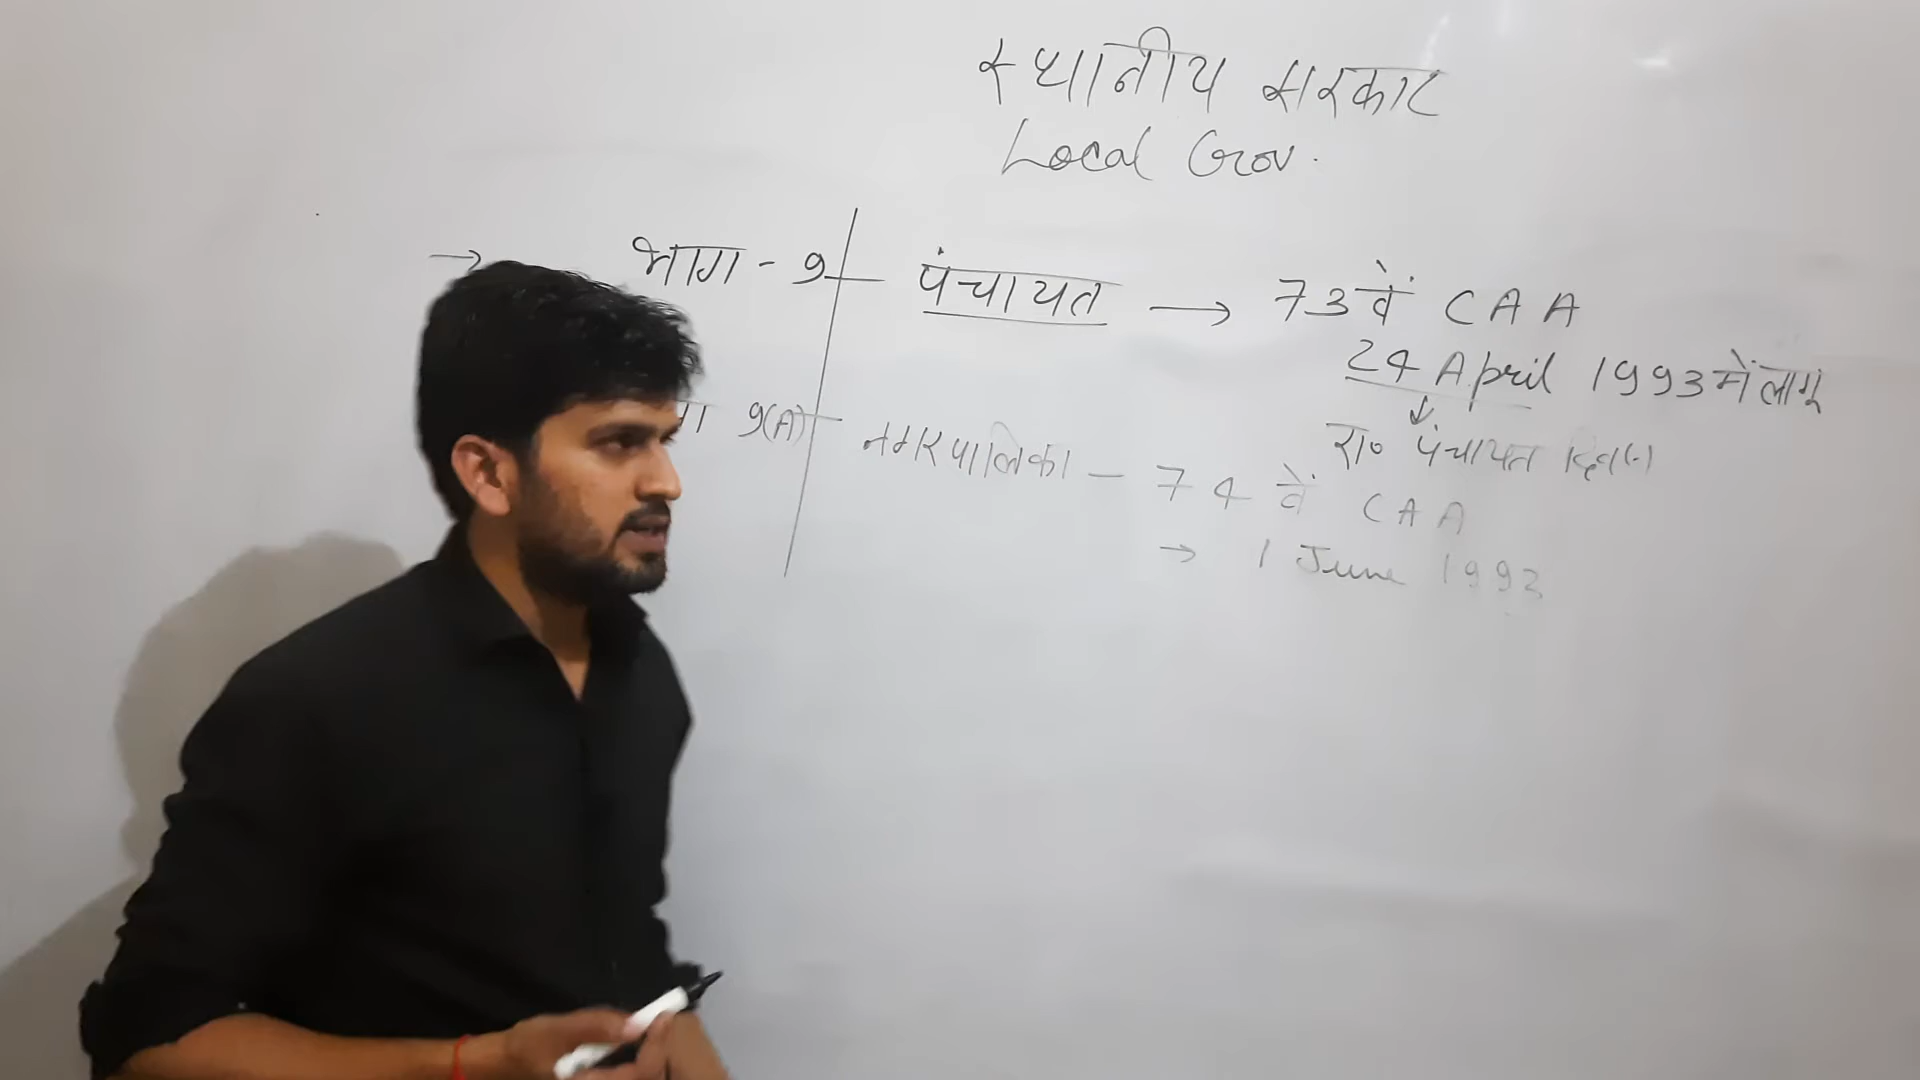 स्थानीय सरकार
Local Gov.
→ भाग - 9 पंचायत → 73 वें CAA
24 April 1993 में लागू
↓
रा० पंचायत दिवस
9(A) नगरपालिका - 74 वें CAA
→ 1 June 1993